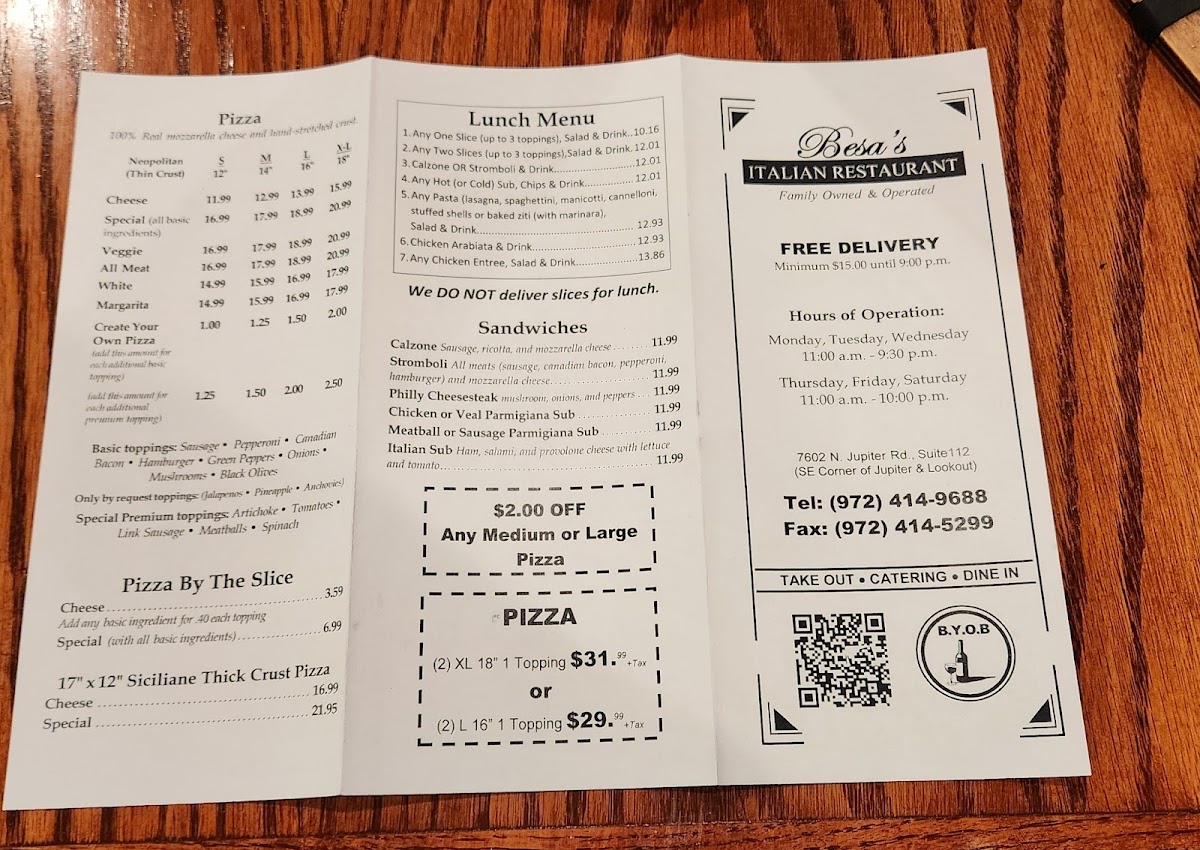 Pizza
100% Real mozzarella cheese and hand-stretched crust.
Neopolitan S M L X-L
(Thin Crust) 12" 14" 16" 18"
Cheese 11.99 12.99 13.99 15.99
Special (all basic 16.99 17.99 18.99 20.99
ingredients)
Veggie 16.99 17.99 18.99 20.99
All Meat 16.99 17.99 18.99 20.99
White 14.99 15.99 16.99 17.99
Margarita 14.99 15.99 16.99 17.99
Create Your 1.00 1.25 1.50 2.00
Own Pizza
(add this amount for
each additional basic
topping)
(add this amount for 1.25 1.50 2.00 2.50
each additional
premium topping)
Basic toppings: Sausage • Pepperoni • Canadian
Bacon • Hamburger • Green Peppers • Onions •
Mushrooms • Black Olives
Only by request toppings: (Jalapenos • Pineapple • Anchovies)
Special Premium toppings: Artichoke • Tomatoes •
Link Sausage • Meatballs • Spinach
Pizza By The Slice
Cheese 3.59
Add any basic ingredient for .40 each topping
Special (with all basic ingredients) 6.99
17" x 12" Siciliane Thick Crust Pizza
Cheese 16.99
Special 21.95
Lunch Menu
1. Any One Slice (up to 3 toppings), Salad & Drink..10.16
2. Any Two Slices (up to 3 toppings),Salad & Drink.12.01
3. Calzone OR Stromboli & Drink 12.01
4. Any Hot (or Cold) Sub, Chips & Drink 12.01
5. Any Pasta (lasagna, spaghettini, manicotti, cannelloni,
stuffed shells or baked ziti (with marinara),
Salad & Drink 12.93
6. Chicken Arabiata & Drink 12.93
7. Any Chicken Entree, Salad & Drink 13.86
We DO NOT deliver slices for lunch.
Sandwiches
Calzone Sausage, ricotta, and mozzarella cheese 11.99
Stromboli All meats (sausage, canadian bacon, pepperoni,
hamburger) and mozzarella cheese 11.99
Philly Cheesesteak mushroom, onions, and peppers 11.99
Chicken or Veal Parmigiana Sub 11.99
Meatball or Sausage Parmigiana Sub 11.99
Italian Sub Ham, salami, and provolone cheese with lettuce
and tomato 11.99
$2.00 OFF
Any Medium or Large
Pizza
PIZZA
(2) XL 18" 1 Topping $31.99 +Tax
or
(2) L 16" 1 Topping $29.99 +Tax
Besa's
ITALIAN RESTAURANT
Family Owned & Operated
FREE DELIVERY
Minimum $15.00 until 9:00 p.m.
Hours of Operation:
Monday, Tuesday, Wednesday
11:00 a.m. - 9:30 p.m.
Thursday, Friday, Saturday
11:00 a.m. - 10:00 p.m.
7602 N. Jupiter Rd., Suite112
(SE Corner of Jupiter & Lookout)
Tel: (972) 414-9688
Fax: (972) 414-5299
TAKE OUT • CATERING • DINE IN
B.Y.O.B